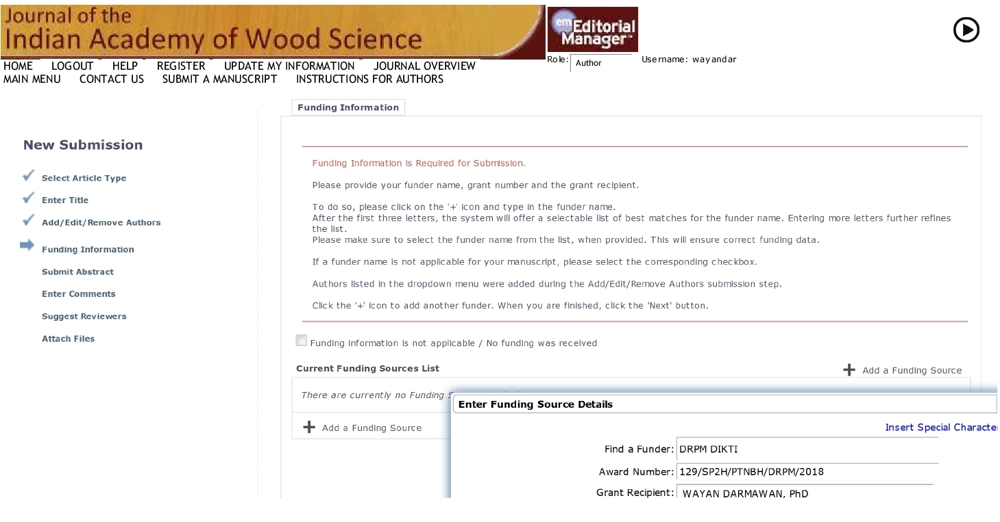 Journal of the
Indian Academy of Wood Science
em Editorial
Manager™
Role: Author Username: wayandar
HOME LOGOUT HELP REGISTER UPDATE MY INFORMATION JOURNAL OVERVIEW
MAIN MENU CONTACT US SUBMIT A MANUSCRIPT INSTRUCTIONS FOR AUTHORS
Funding Information
New Submission
Select Article Type
Enter Title
Add/Edit/Remove Authors
Funding Information
Submit Abstract
Enter Comments
Suggest Reviewers
Attach Files
Funding Information is Required for Submission.
Please provide your funder name, grant number and the grant recipient.
To do so, please click on the '+' icon and type in the funder name.
After the first three letters, the system will offer a selectable list of best matches for the funder name. Entering more letters further refines
the list.
Please make sure to select the funder name from the list, when provided. This will ensure correct funding data.
If a funder name is not applicable for your manuscript, please select the corresponding checkbox.
Authors listed in the dropdown menu were added during the Add/Edit/Remove Authors submission step.
Click the '+' icon to add another funder. When you are finished, click the 'Next' button.
Funding information is not applicable / No funding was received
Current Funding Sources List
+ Add a Funding Source
There are currently no Funding
+ Add a Funding Source
Enter Funding Source Details
Insert Special Characte
Find a Funder: DRPM DIKTI
Award Number: 129/SP2H/PTNBH/DRPM/2018
Grant Recipient: WAYAN DARMAWAN, PhD